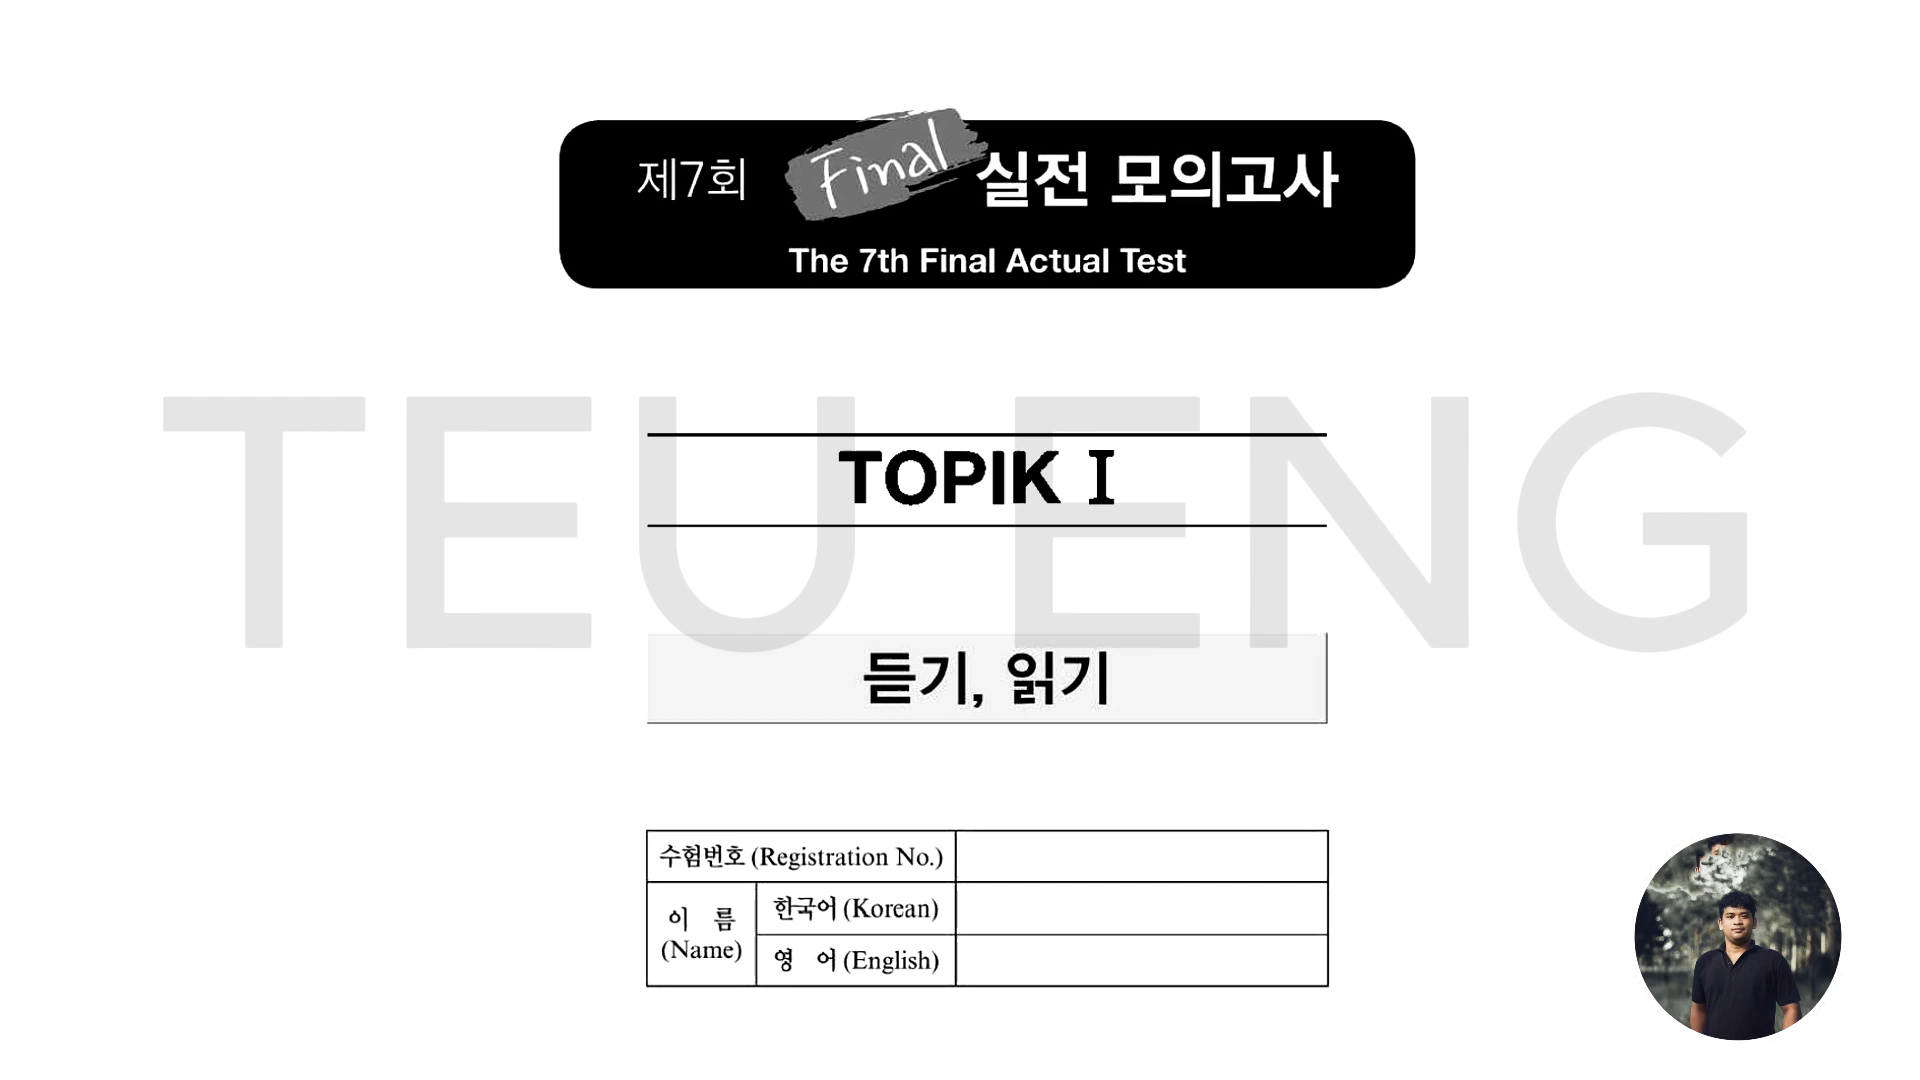 제7회 Final 실전 모의고사
The 7th Final Actual Test
TEU ENG
TOPIK Ⅰ
듣기, 읽기
수험번호 (Registration No.)
이 름
(Name)
한국어 (Korean)
영 어 (English)